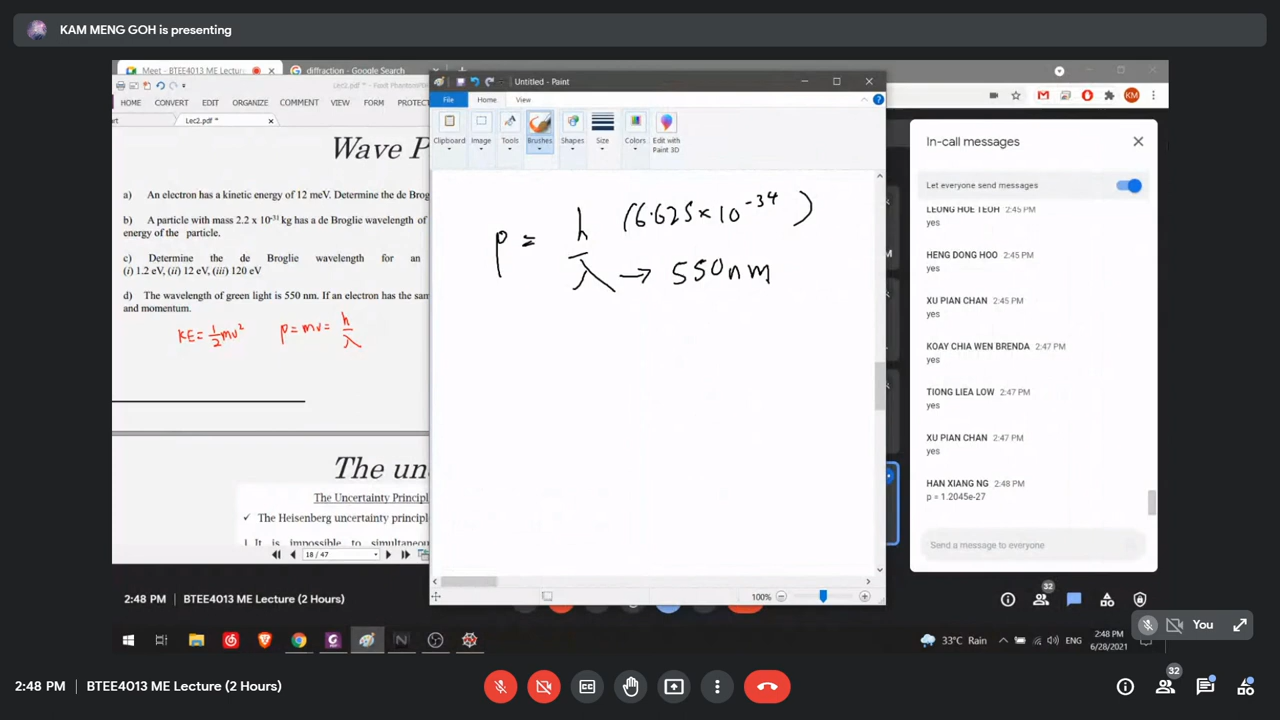 KAM MENG GOH is presenting
Meet - BTEE4013 ME Lectur
diffraction - Google Search
Untitled - Paint
HOME CONVERT EDIT ORGANIZE COMMENT VIEW FORM PROTEC
File Home View
Lec2.pdf *
Clipboard Image Tools Brushes Shapes Size Colors Edit with Paint 3D
KM
In-call messages
Let everyone send messages
LEONG HOE TEOH 2:45 PM
yes
HENG DONG HOO 2:45 PM
yes
XU PIAN CHAN 2:45 PM
yes
KOAY CHIA WEN BRENDA 2:47 PM
yes
TIONG LIEA LOW 2:47 PM
yes
XU PIAN CHAN 2:47 PM
yes
HAN XIANG NG 2:48 PM
p = 1.2045e-27
Send a message to everyone
Wave P
a) An electron has a kinetic energy of 12 meV. Determine the de Brog
b) A particle with mass 2.2 x 10⁻³¹ kg has a de Broglie wavelength of
energy of the particle.
c) Determine the de Broglie wavelength for an
(i) 1.2 eV, (ii) 12 eV, (iii) 120 eV
d) The wavelength of green light is 550 nm. If an electron has the sam
and momentum.
KE = 1/2 mv² p = mv = h/λ
p = h/λ (6.625 × 10⁻³⁴ )
→ 550nm
The un
The Uncertainty Principl
✓ The Heisenberg uncertainty principl
1 It is impossible to simultaneou
18 / 47
100%
2:48 PM | BTEE4013 ME Lecture (2 Hours)
32
You
33°C Rain
ENG
2:48 PM
6/28/2021
2:48 PM | BTEE4013 ME Lecture (2 Hours)
32